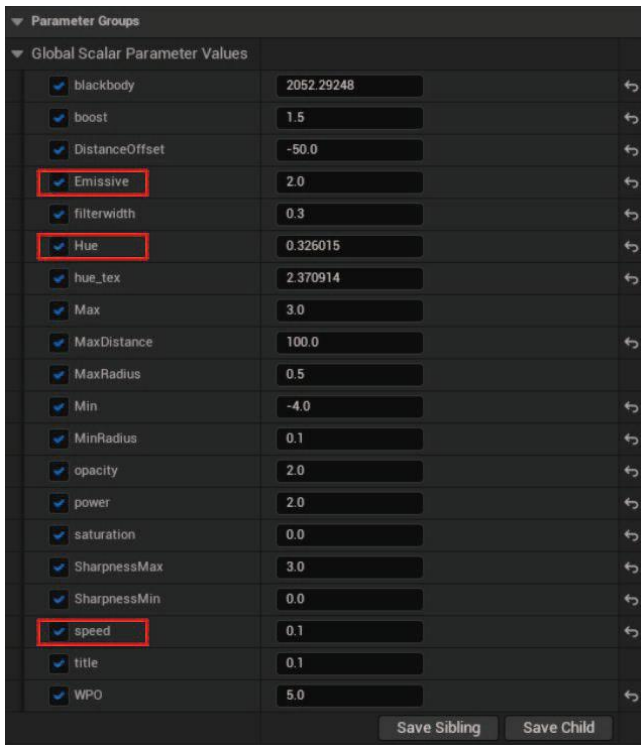 Parameter Groups
Global Scalar Parameter Values
blackbody 2052.29248
boost 1.5
DistanceOffset -50.0
Emissive 2.0
filterwidth 0.3
Hue 0.326015
hue_tex 2.370914
Max 3.0
MaxDistance 100.0
MaxRadius 0.5
Min -4.0
MinRadius 0.1
opacity 2.0
power 2.0
saturation 0.0
SharpnessMax 3.0
SharpnessMin 0.0
speed 0.1
title 0.1
WPO 5.0
Save Sibling Save Child